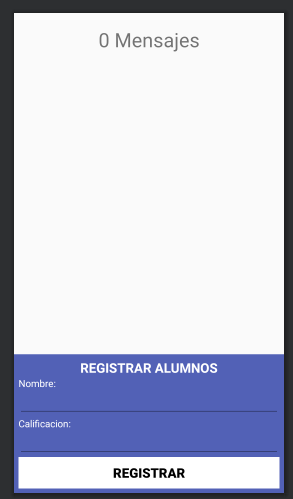 0 Mensajes
REGISTRAR ALUMNOS
Nombre:
Calificacion:
REGISTRAR